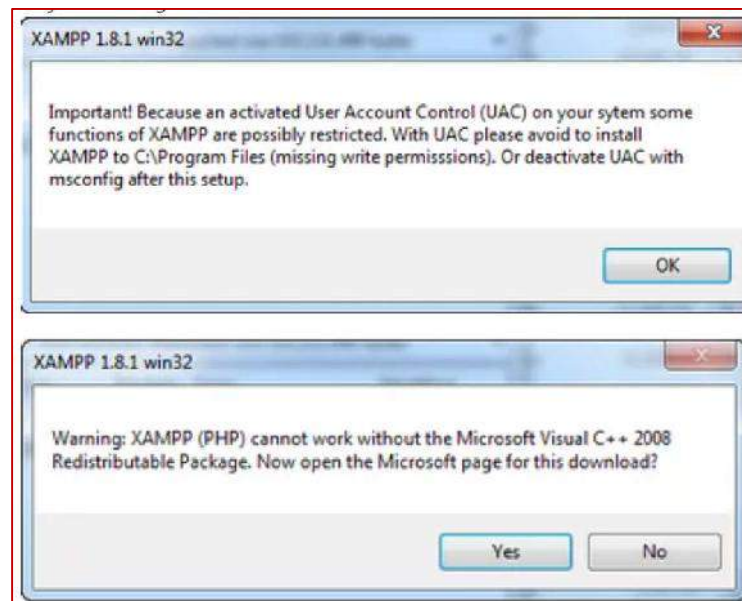 XAMPP 1.8.1 win32
Important! Because an activated User Account Control (UAC) on your sytem some
functions of XAMPP are possibly restricted. With UAC please avoid to install
XAMPP to C:\Program Files (missing write permisssions). Or deactivate UAC with
msconfig after this setup.
OK
XAMPP 1.8.1 win32
Warning: XAMPP (PHP) cannot work without the Microsoft Visual C++ 2008
Redistributable Package. Now open the Microsoft page for this download?
Yes No